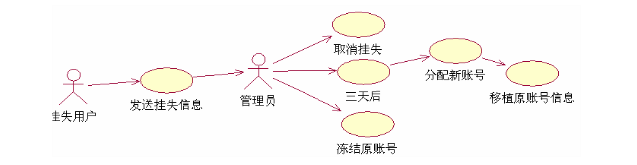 取消挂失
挂失用户
发送挂失信息
管理员
三天后
分配新账号
移植原账号信息
冻结原账号